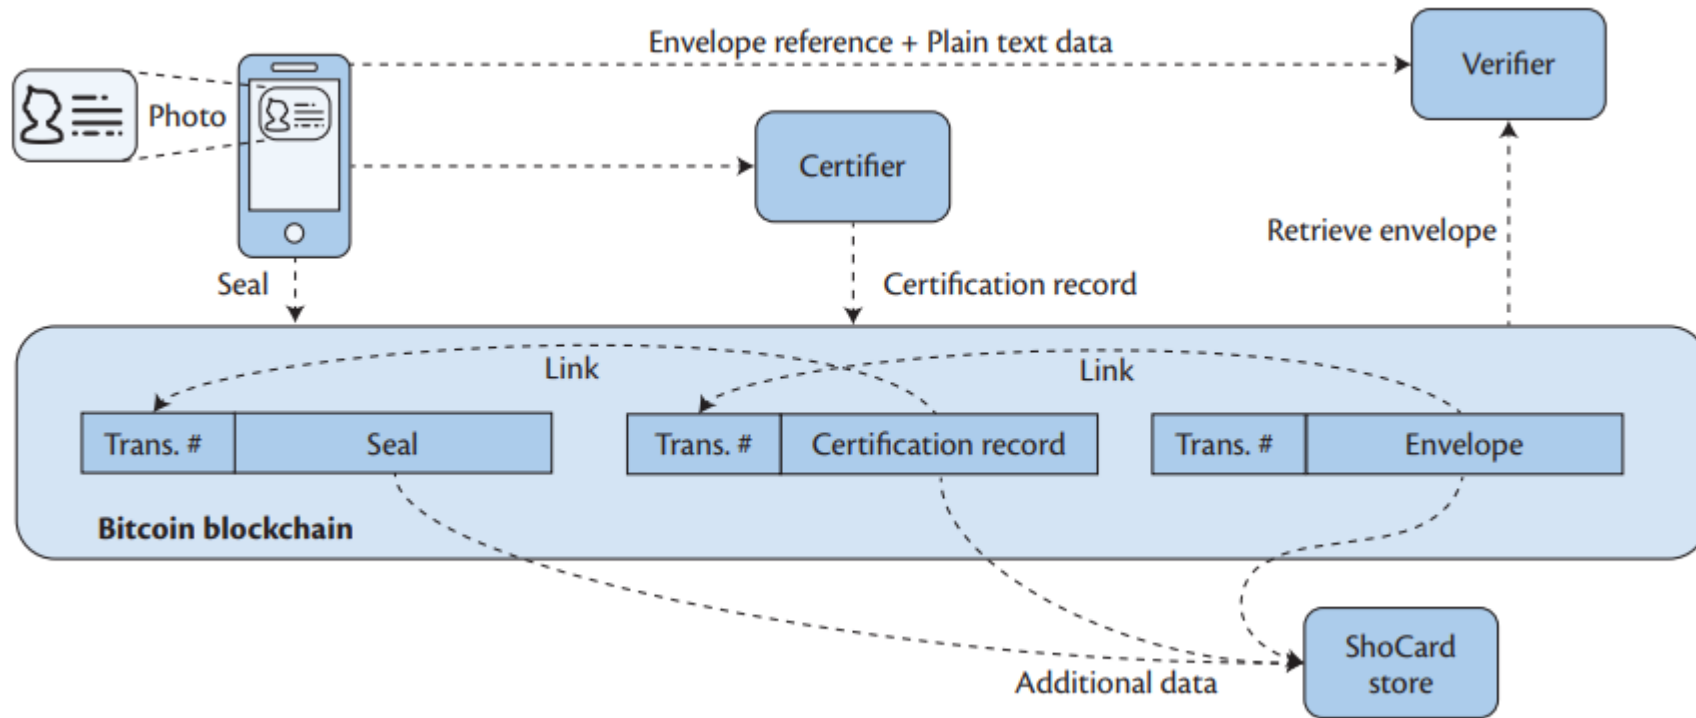 Envelope reference + Plain text data
Verifier
Photo
Certifier
Retrieve envelope
Seal
Certification record
Link
Link
Trans. #
Seal
Trans. #
Certification record
Trans. #
Envelope
Bitcoin blockchain
ShoCard
store
Additional data